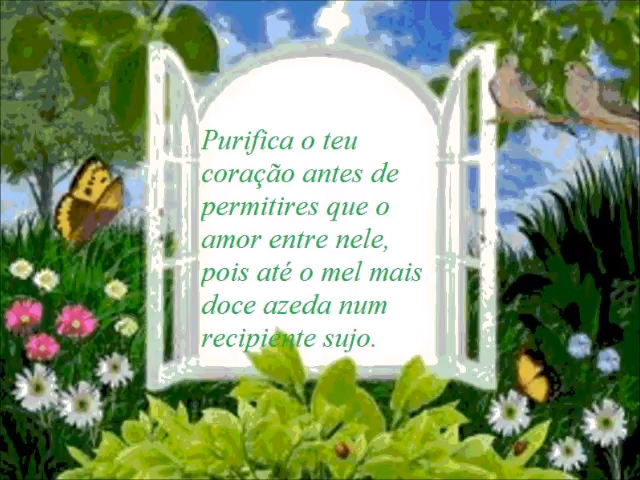 Purifica o teu
coração antes de
permitires que o
amor entre nele,
pois até o mel mais
doce azeda num
recipiente sujo.